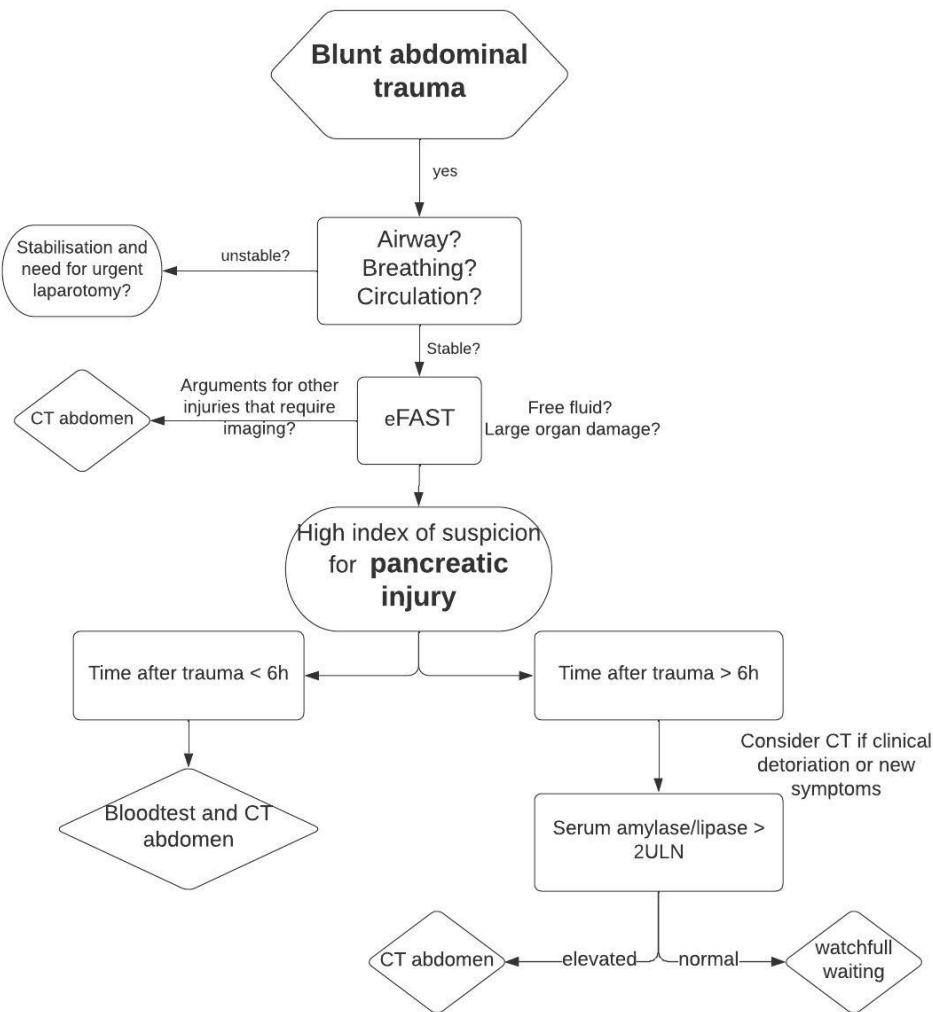 Blunt abdominal
trauma
yes
Airway?
Breathing?
Circulation?
unstable?
Stabilisation and
need for urgent
laparotomy?
Stable?
eFAST
Arguments for other
injuries that require
imaging?
CT abdomen
Free fluid?
Large organ damage?
High index of suspicion
for pancreatic
injury
Time after trauma < 6h
Time after trauma > 6h
Bloodtest and CT
abdomen
Consider CT if clinical
detoriation or new
symptoms
Serum amylase/lipase >
2ULN
CT abdomen
elevated
normal
watchfull
waiting